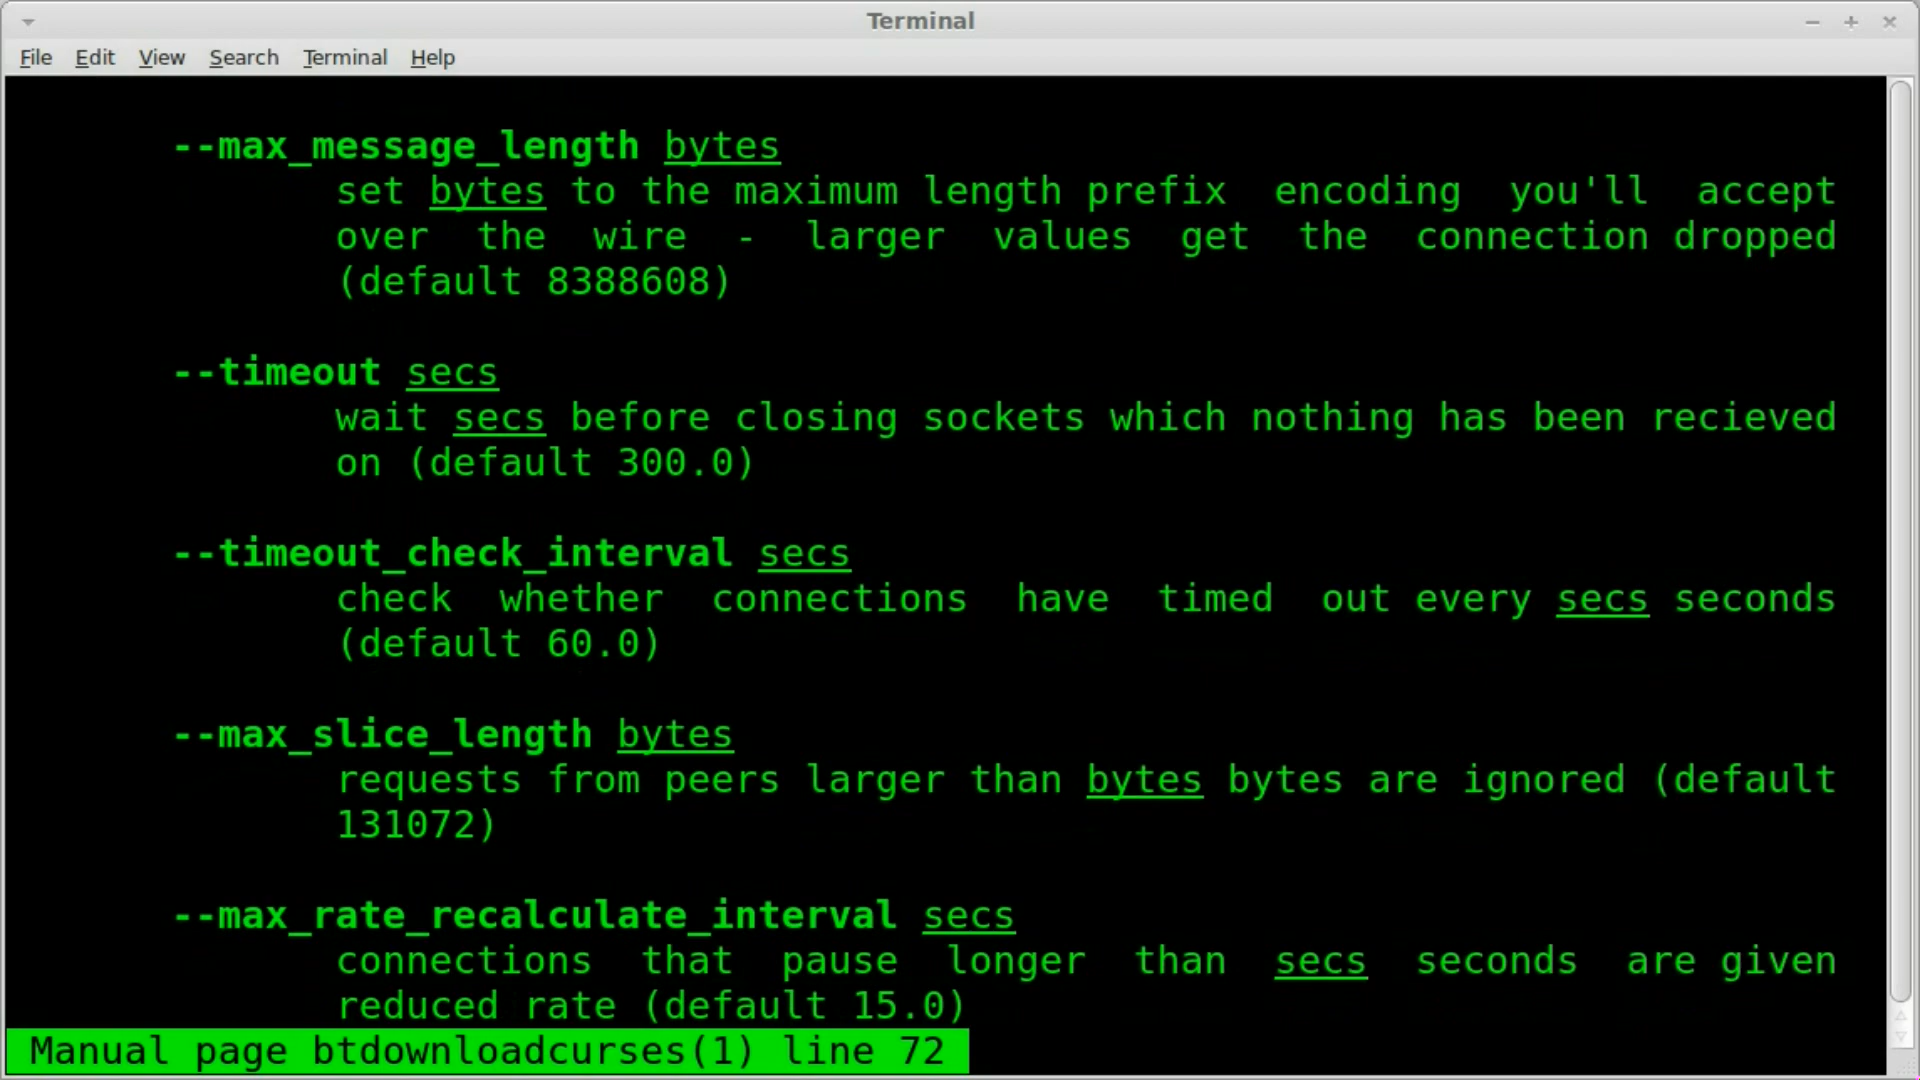 Terminal
File Edit View Search Terminal Help
--max_message_length bytes
set bytes to the maximum length prefix encoding you'll accept
over the wire - larger values get the connection dropped
(default 8388608)
--timeout secs
wait secs before closing sockets which nothing has been recieved
on (default 300.0)
--timeout_check_interval secs
check whether connections have timed out every secs seconds
(default 60.0)
--max_slice_length bytes
requests from peers larger than bytes bytes are ignored (default
131072)
--max_rate_recalculate_interval secs
connections that pause longer than secs seconds are given
reduced rate (default 15.0)
Manual page btdownloadcurses(1) line 72